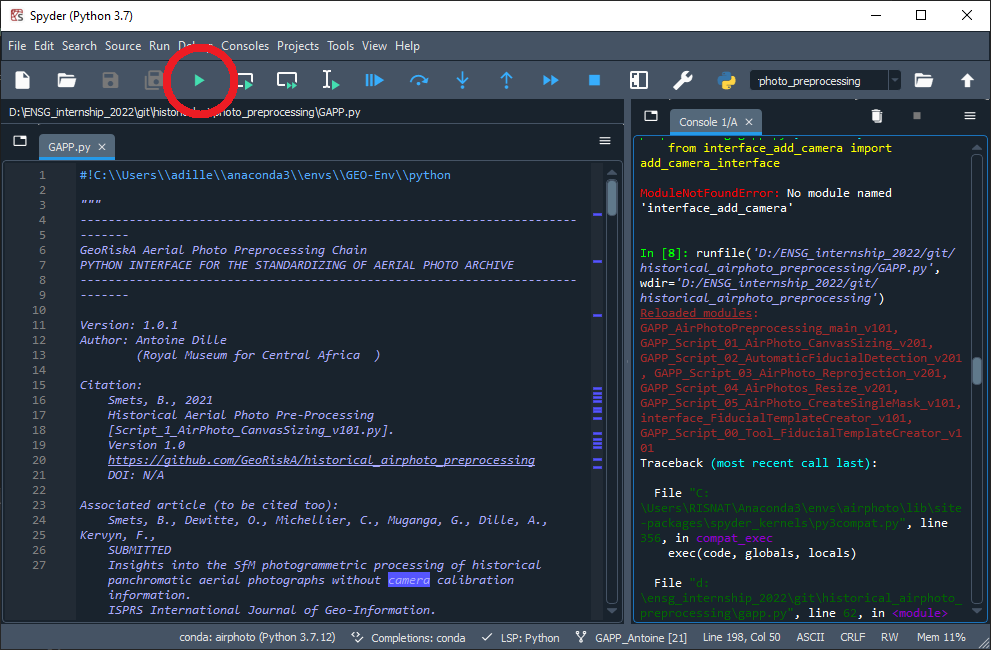 Spyder (Python 3.7)
File Edit Search Source Run Debug Consoles Projects Tools View Help
photo_preprocessing
D:\ENSG_internship_2022\git\historical_airphoto_preprocessing\GAPP.py
GAPP.py
1 #!C:\\Users\\adille\\anaconda3\\envs\\GEO-Env\\python
2
3 """
4 ---------------------------------------------------------------------
5 -------
6 GeoRiskA Aerial Photo Preprocessing Chain
7 PYTHON INTERFACE FOR THE STANDARDIZING OF AERIAL PHOTO ARCHIVE
8 ---------------------------------------------------------------------
9 -------
10
11 Version: 1.0.1
12 Author: Antoine Dille
13 (Royal Museum for Central Africa )
14
15 Citation:
16 Smets, B., 2021
17 Historical Aerial Photo Pre-Processing
18 [Script_1_AirPhoto_CanvasSizing_v101.py].
19 Version 1.0
20 https://github.com/GeoRiskA/historical_airphoto_preprocessing
21 DOI: N/A
22
23 Associated article (to be cited too):
24 Smets, B., Dewitte, O., Michellier, C., Muganga, G., Dille, A.,
25 Kervyn, F.,
26 SUBMITTED
27 Insights into the SfM photogrammetric processing of historical
panchromatic aerial photographs without camera calibration
information.
ISPRS International Journal of Geo-Information.
Console 1/A
from interface_add_camera import
add_camera_interface
ModuleNotFoundError: No module named
'interface_add_camera'
In [8]: runfile('D:/ENSG_internship_2022/git/
historical_airphoto_preprocessing/GAPP.py',
wdir='D:/ENSG_internship_2022/git/
historical_airphoto_preprocessing')
Reloaded modules:
GAPP_AirPhotoPreprocessing_main_v101,
GAPP_Script_01_AirPhoto_CanvasSizing_v201,
GAPP_Script_02_AutomaticFiducialDetection_v201
, GAPP_Script_03_AirPhoto_Reprojection_v201,
GAPP_Script_04_AirPhotos_Resize_v201,
GAPP_Script_05_AirPhoto_CreateSingleMask_v101,
interface_FiducialTemplateCreator_v101,
GAPP_Script_00_Tool_FiducialTemplateCreator_v1
01
Traceback (most recent call last):
File "C:
\Users\RISNAT\Anaconda3\envs\airphoto\lib\site
-packages\spyder_kernels\py3compat.py", line
356, in compat_exec
exec(code, globals, locals)
File "d:
\ensg_internship_2022\git\historical_airphoto_
preprocessing\gapp.py", line 62, in <module>
conda: airphoto (Python 3.7.12) Completions: conda LSP: Python GAPP_Antoine [21] Line 198, Col 50 ASCII CRLF RW Mem 11%